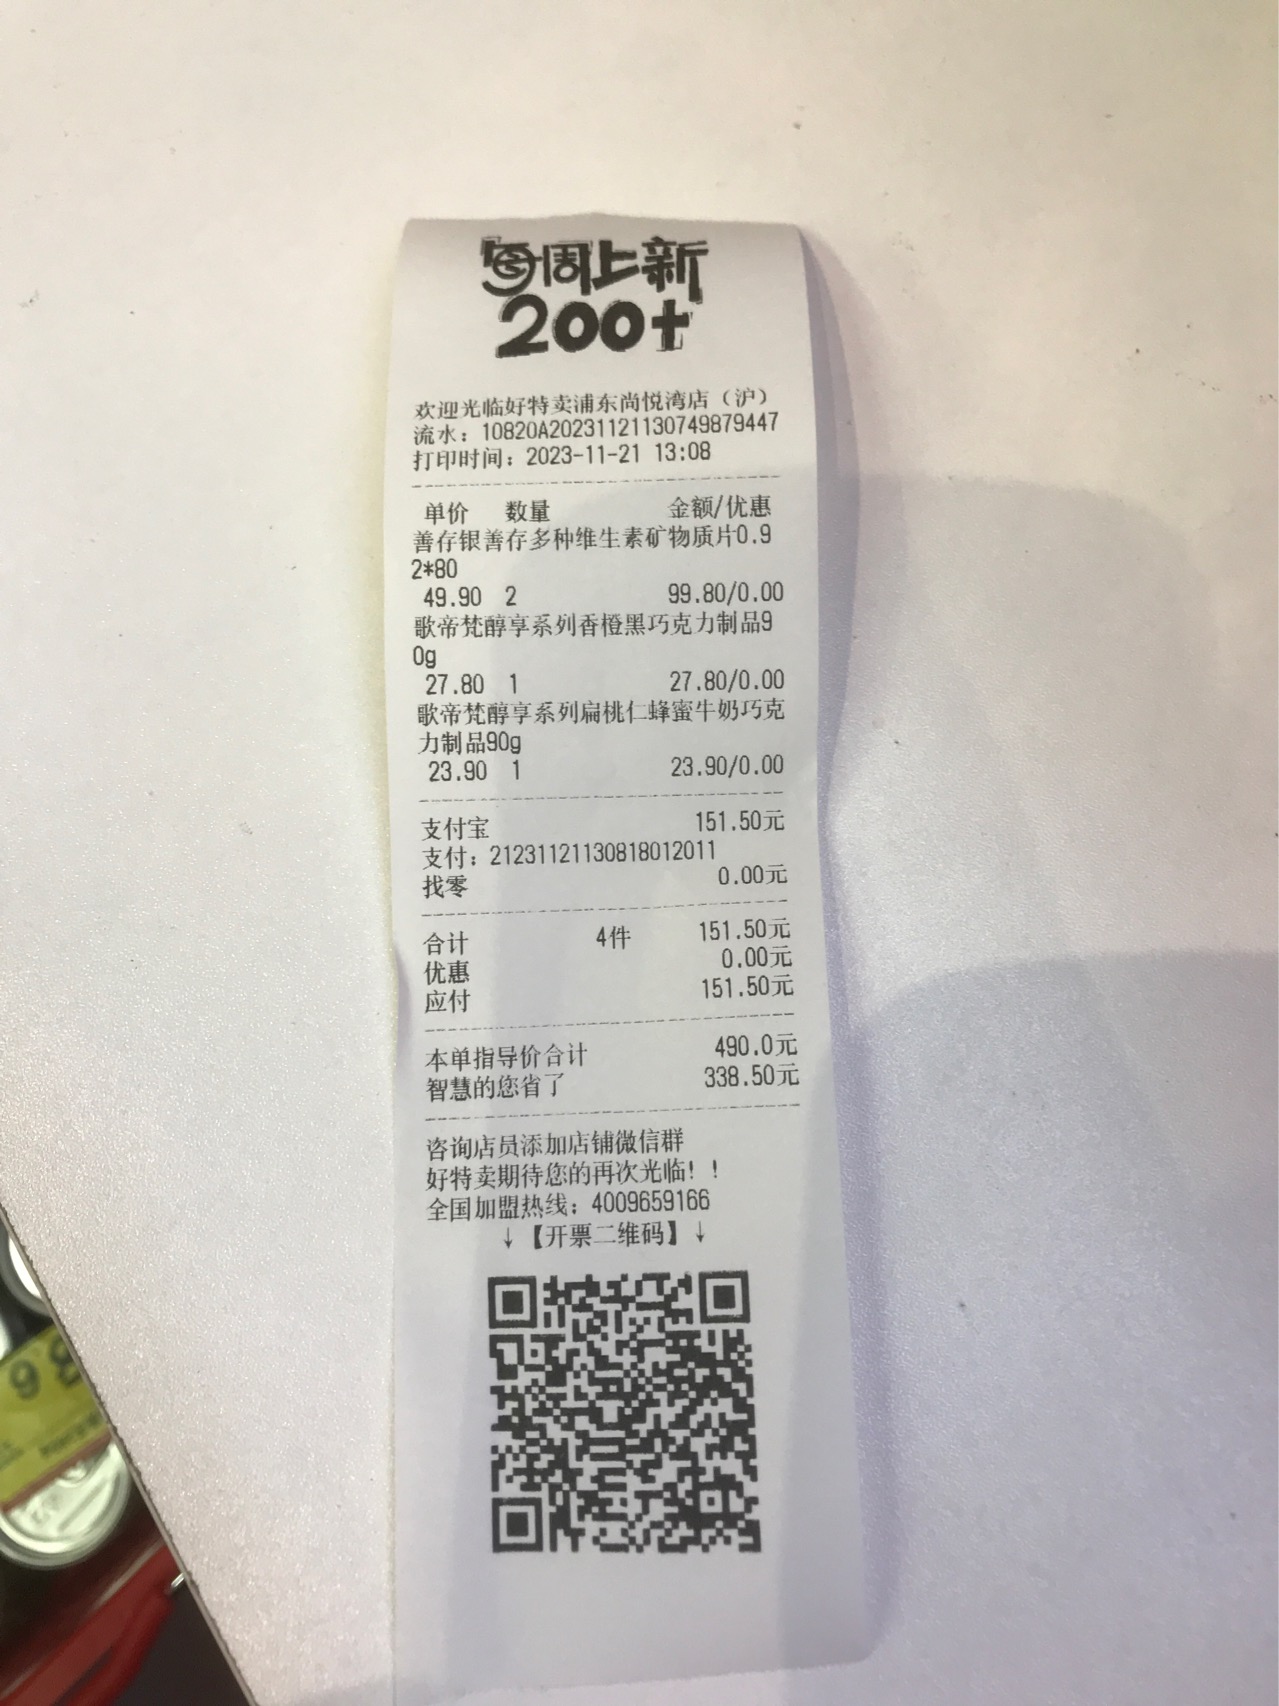 每周上新
200+
欢迎光临好特卖浦东尚悦湾店（沪）
流水：10820A202311211307498​79447
打印时间：2023-11-21 13:08
单价 数量 金额/优惠
善存银善存多种维生素矿物质片0.9
2*80
49.90 2 99.80/0.00
歌帝梵醇享系列香橙黑巧克力制品9
0g
27.80 1 27.80/0.00
歌帝梵醇享系列扁桃仁蜂蜜牛奶巧克
力制品90g
23.90 1 23.90/0.00
支付宝 151.50元
支付：21231121130818012011
找零 0.00元
合计 4件 151.50元
优惠 0.00元
应付 151.50元
本单指导价合计 490.0元
智慧的您省了 338.50元
咨询店员添加店铺微信群
好特卖期待您的再次光临！！
全国加盟热线：4009659166
↓【开票二维码】↓